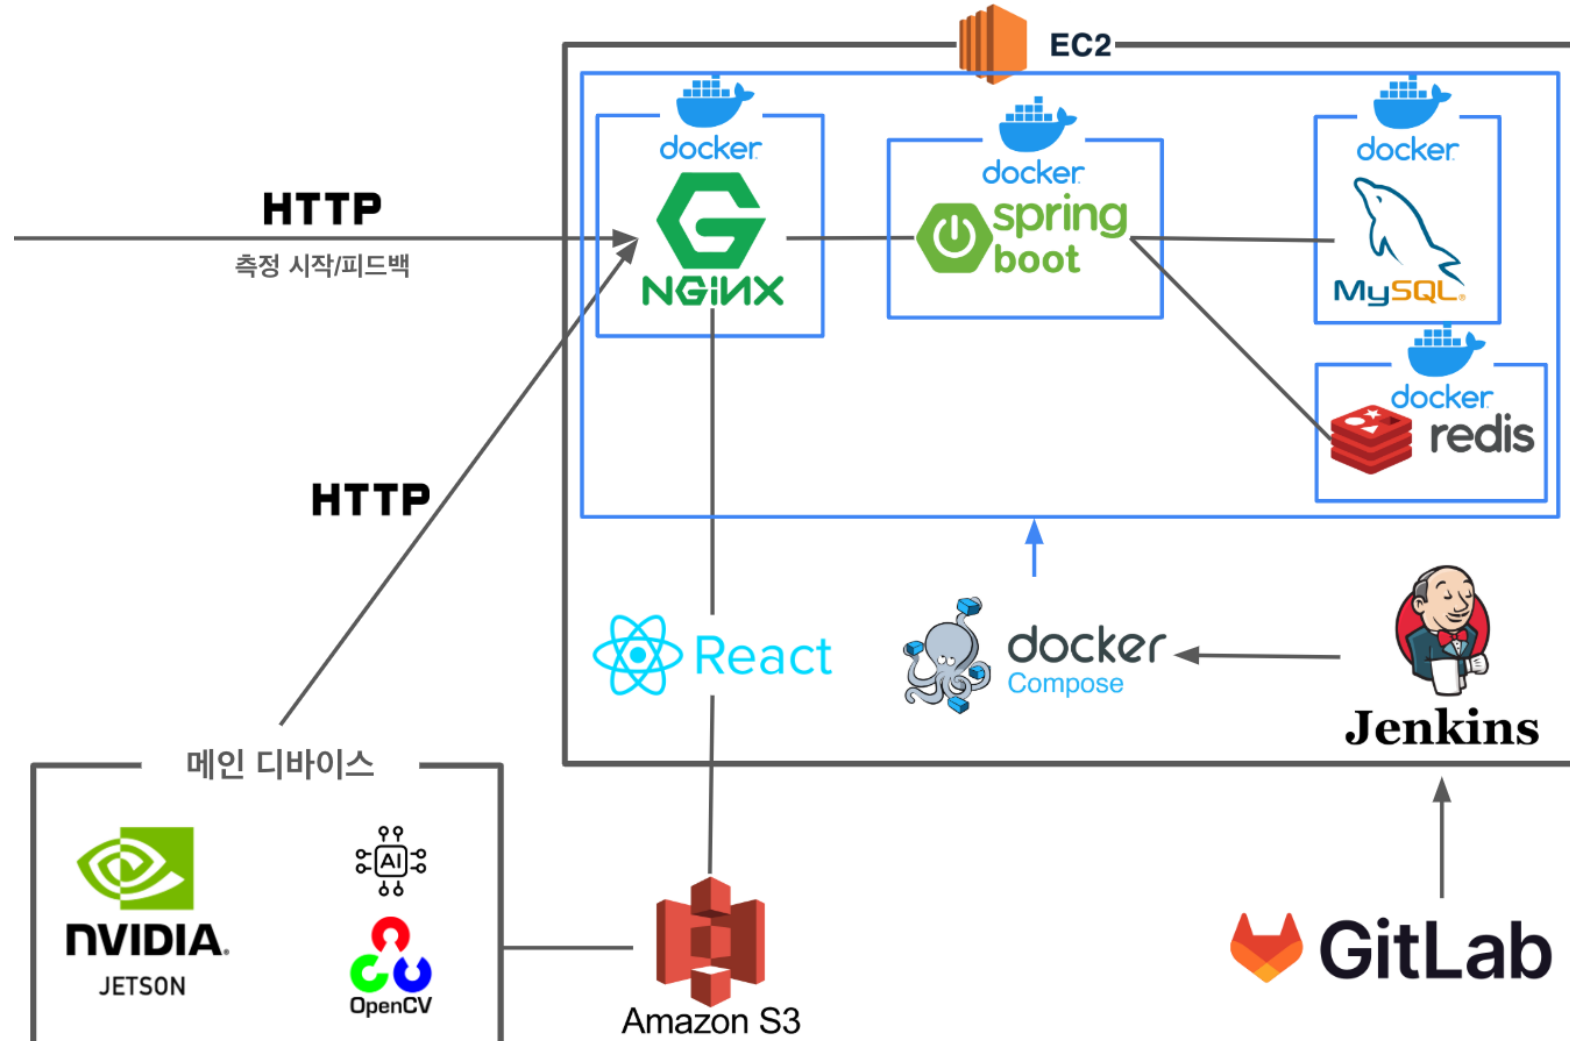 EC2
docker
docker
docker
HTTP
측정 시작/피드백
NGiNX
spring
boot
MySQL
docker
redis
HTTP
React
docker
Compose
Jenkins
메인 디바이스
AI
NVIDIA.
JETSON
OpenCV
Amazon S3
GitLab